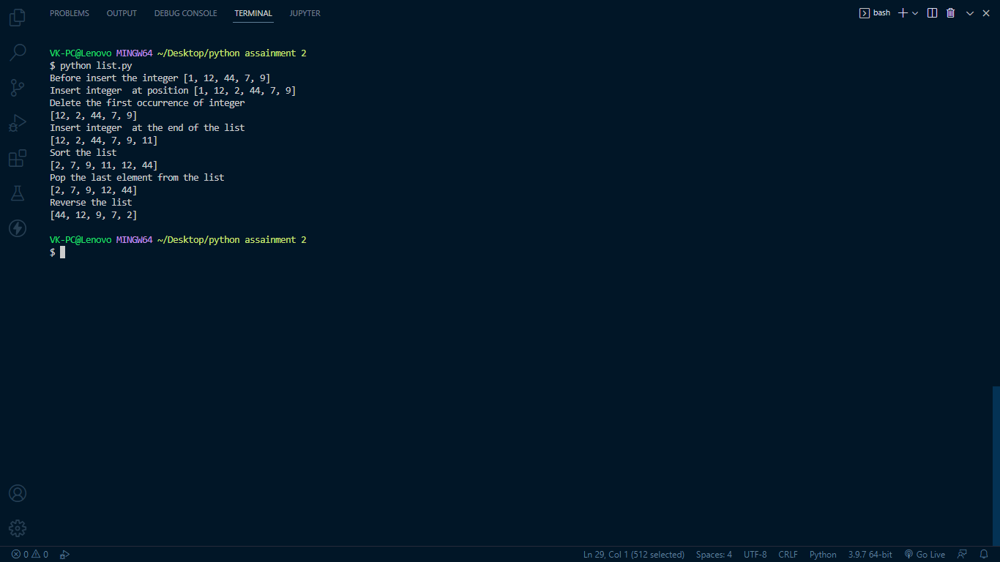 PROBLEMS OUTPUT DEBUG CONSOLE TERMINAL JUPYTER bash
VK-PC@Lenovo MINGW64 ~/Desktop/python assainment 2
$ python list.py
Before insert the integer [1, 12, 44, 7, 9]
Insert integer  at position [1, 12, 2, 44, 7, 9]
Delete the first occurrence of integer
[12, 2, 44, 7, 9]
Insert integer  at the end of the list
[12, 2, 44, 7, 9, 11]
Sort the list
[2, 7, 9, 11, 12, 44]
Pop the last element from the list
[2, 7, 9, 12, 44]
Reverse the list
[44, 12, 9, 7, 2]
VK-PC@Lenovo MINGW64 ~/Desktop/python assainment 2
$
0 0 Ln 29, Col 1 (512 selected) Spaces: 4 UTF-8 CRLF Python 3.9.7 64-bit Go Live